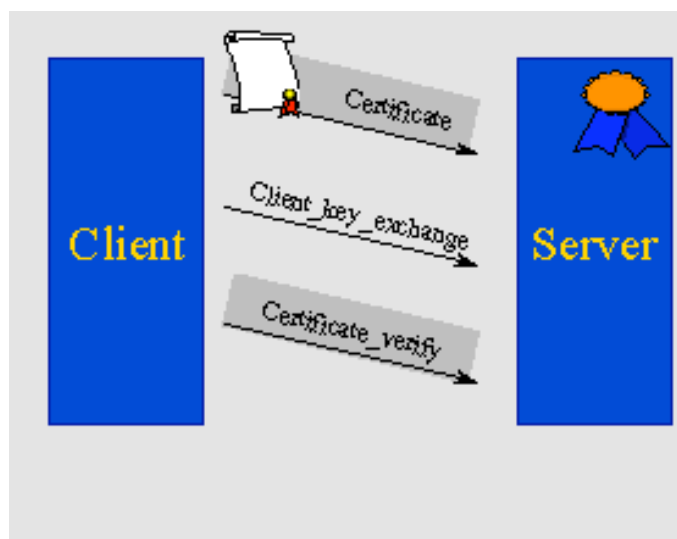 Certificate
Client_key_exchange
Client
Server
Certificate_verify